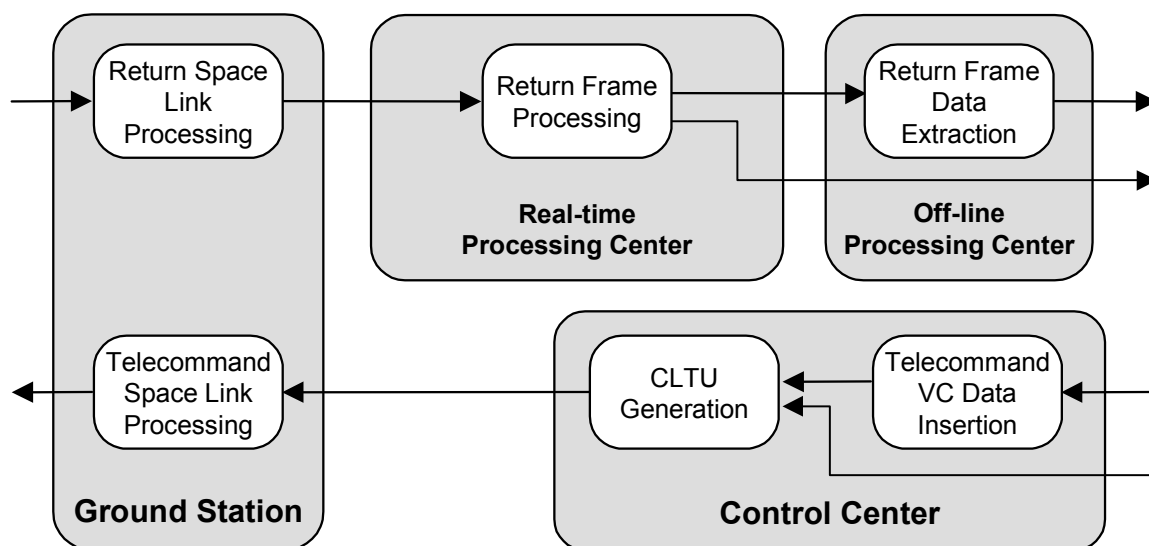 Return Space
Link
Processing
Return Frame
Processing
Return Frame
Data
Extraction
Real-time
Processing Center
Off-line
Processing Center
Telecommand
Space Link
Processing
CLTU
Generation
Telecommand
VC Data
Insertion
Ground Station
Control Center